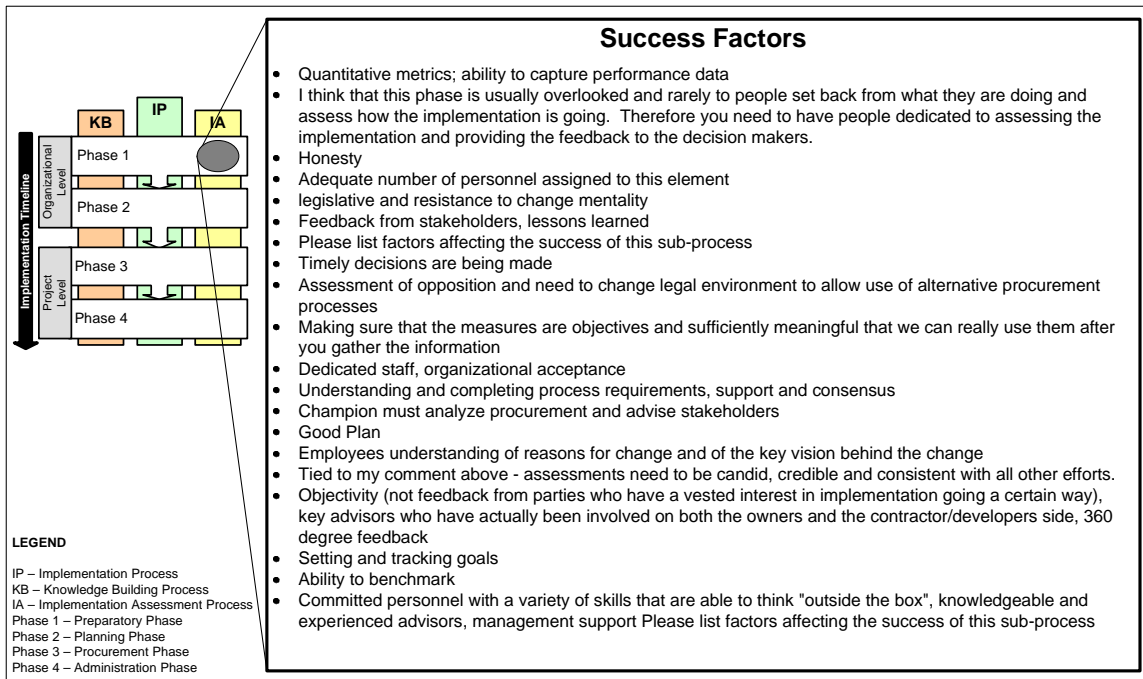 Success Factors
• Quantitative metrics; ability to capture performance data
• I think that this phase is usually overlooked and rarely to people set back from what they are doing and
assess how the implementation is going.  Therefore you need to have people dedicated to assessing the
implementation and providing the feedback to the decision makers.
• Honesty
• Adequate number of personnel assigned to this element
• legislative and resistance to change mentality
• Feedback from stakeholders, lessons learned
• Please list factors affecting the success of this sub-process
• Timely decisions are being made
• Assessment of opposition and need to change legal environment to allow use of alternative procurement
processes
• Making sure that the measures are objectives and sufficiently meaningful that we can really use them after
you gather the information
• Dedicated staff, organizational acceptance
• Understanding and completing process requirements, support and consensus
• Champion must analyze procurement and advise stakeholders
• Good Plan
• Employees understanding of reasons for change and of the key vision behind the change
• Tied to my comment above - assessments need to be candid, credible and consistent with all other efforts.
• Objectivity (not feedback from parties who have a vested interest in implementation going a certain way),
key advisors who have actually been involved on both the owners and the contractor/developers side, 360
degree feedback
• Setting and tracking goals
• Ability to benchmark
• Committed personnel with a variety of skills that are able to think "outside the box", knowledgeable and
experienced advisors, management support Please list factors affecting the success of this sub-process
KB
IP
IA
Implementation Timeline
Organizational
Level
Phase 1
Phase 2
Project
Level
Phase 3
Phase 4
LEGEND
IP – Implementation Process
KB – Knowledge Building Process
IA – Implementation Assessment Process
Phase 1 – Preparatory Phase
Phase 2 – Planning Phase
Phase 3 – Procurement Phase
Phase 4 – Administration Phase